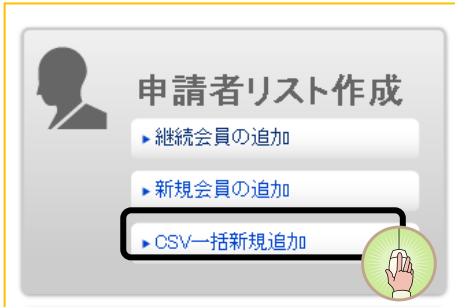 申請者リスト作成
▸継続会員の追加
▸新規会員の追加
▸CSV一括新規追加